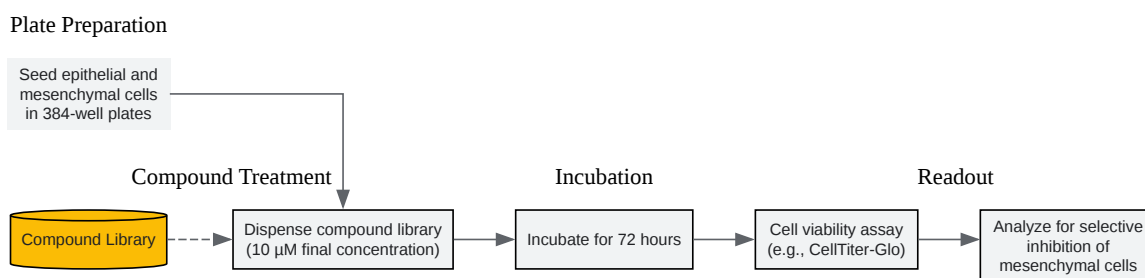 Plate Preparation
Seed epithelial and
mesenchymal cells
in 384-well plates
Compound Treatment
Incubation
Readout
Compound Library
Dispense compound library
(10 µM final concentration)
Incubate for 72 hours
Cell viability assay
(e.g., CellTiter-Glo)
Analyze for selective
inhibition of
mesenchymal cells